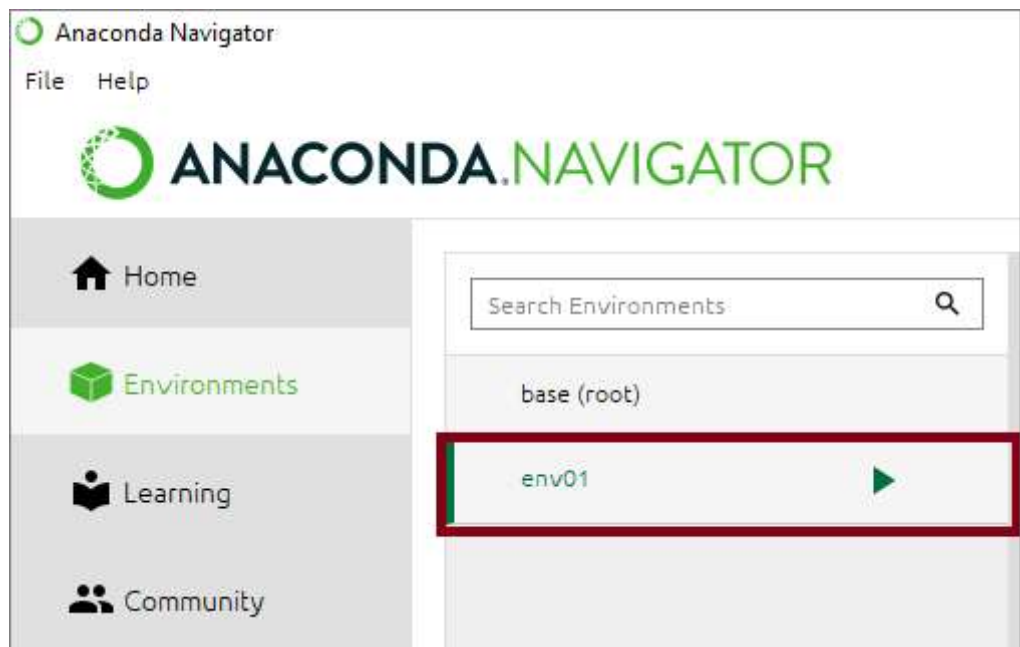 Anaconda Navigator
File Help
ANACONDA.NAVIGATOR
Home
Search Environments
Environments
base (root)
env01
Learning
Community